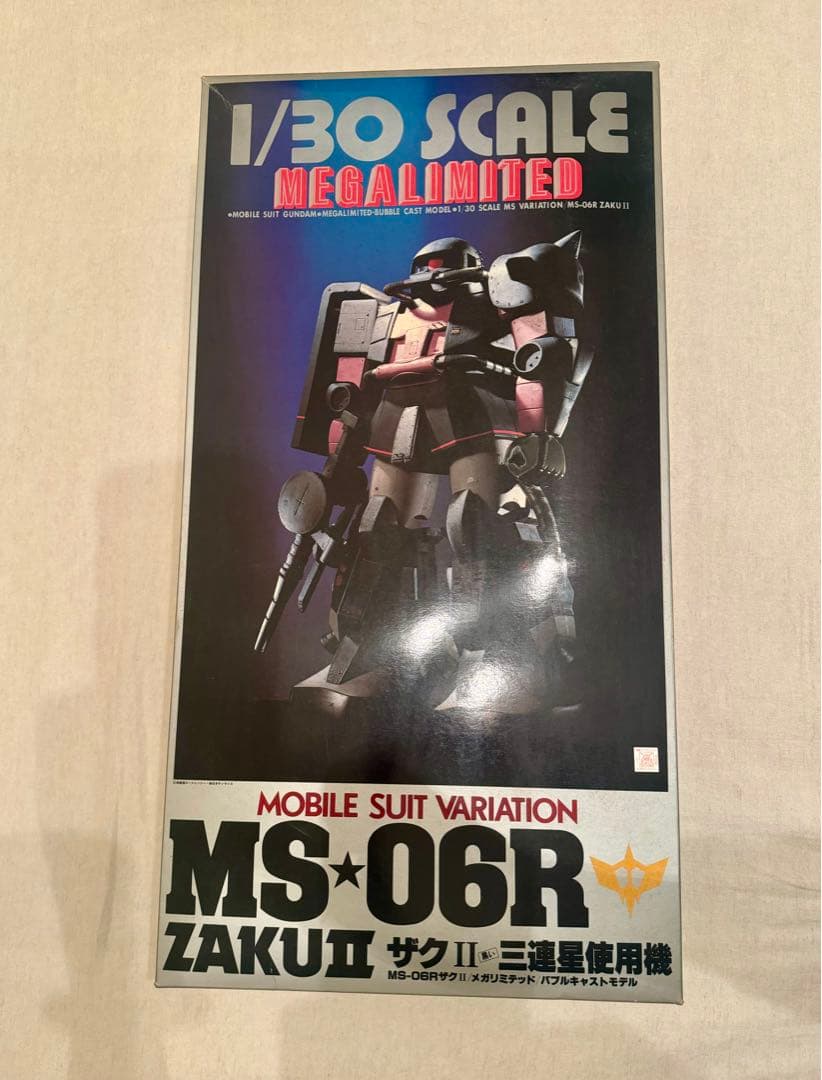 1/30 SCALE
MEGALIMITED
●MOBILE SUIT GUNDAM●MEGALIMITED-BUBBLE CAST MODEL●1/30 SCALE MS VARIATION/MS-06R ZAKU II
MOBILE SUIT VARIATION
MS★06R
ZAKU II ザクII 黒い 三連星使用機
MS-06RザクII/メガリミテッド/バブルキャストモデル